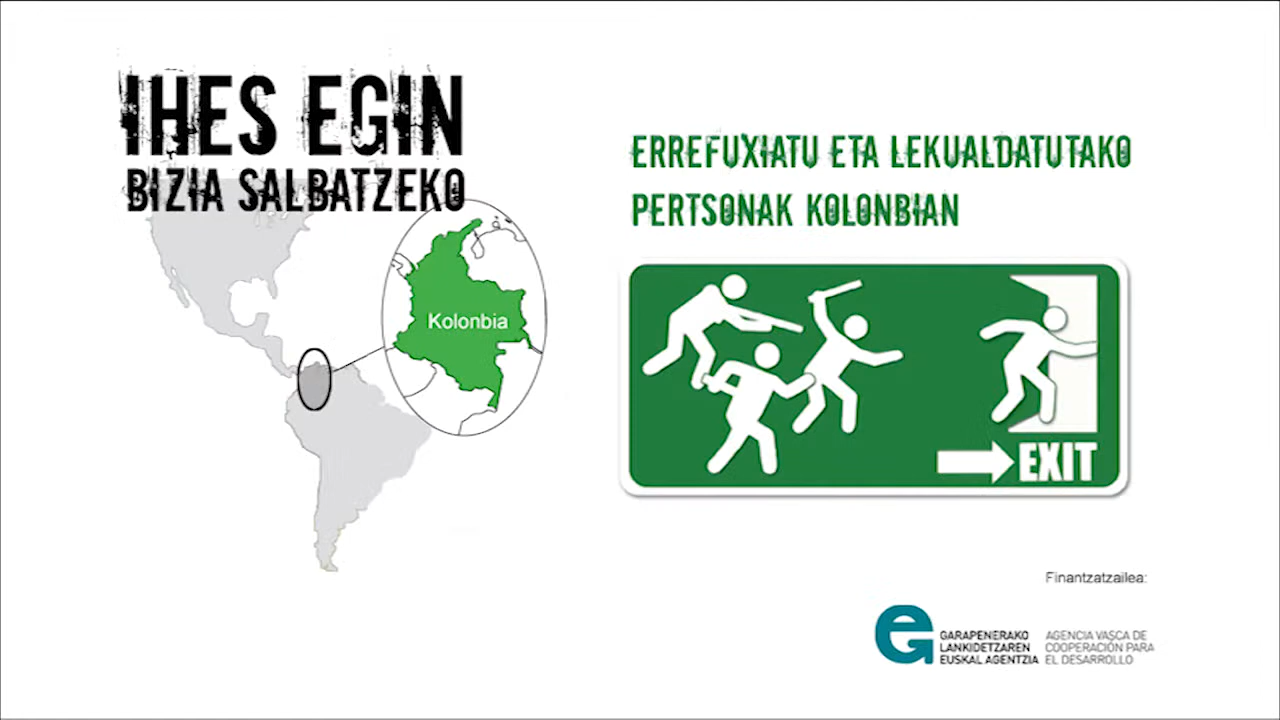 IHES EGIN
BIZIA SALBATZEKO
Kolonbia
ERREFUXIATU ETA LEKUALDATUTAKO
PERTSONAK KOLONBIAN
EXIT
Finantzatzailea:
e
GARAPENERAKO
LANKIDETZAREN
EUSKAL AGENTZIA
AGENCIA VASCA DE
COOPERACIÓN PARA
EL DESARROLLO